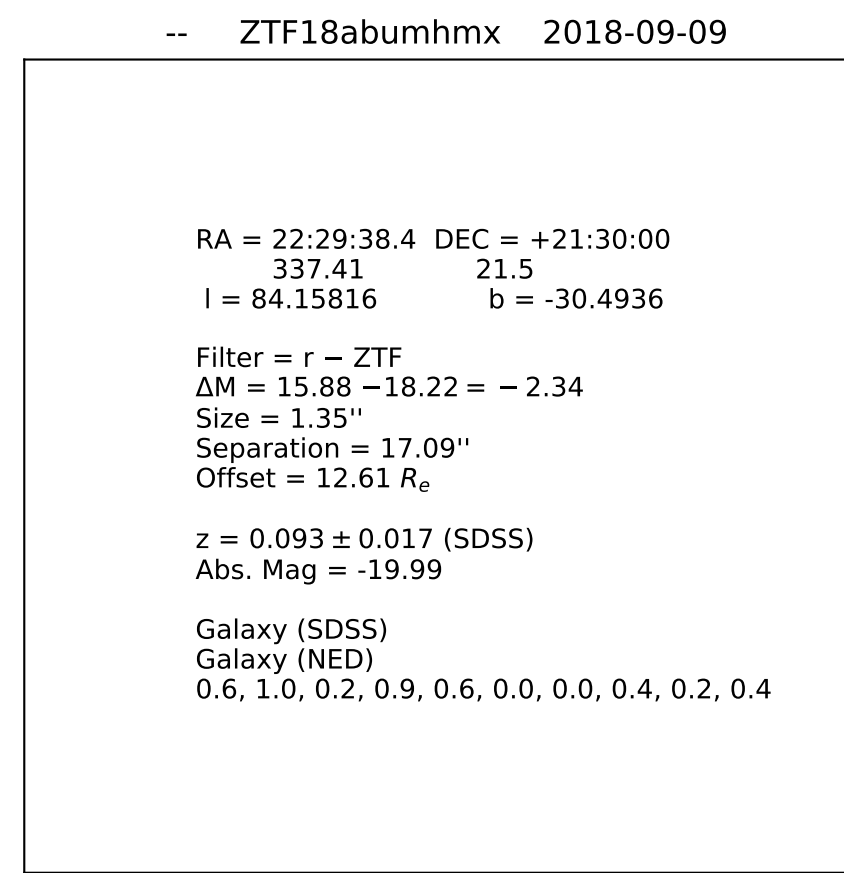 -- ZTF18abumhmx 2018-09-09
RA = 22:29:38.4 DEC = +21:30:00
337.41 21.5
l = 84.15816 b = -30.4936
Filter = r − ZTF
ΔM = 15.88 −18.22 = − 2.34
Size = 1.35''
Separation = 17.09''
Offset = 12.61 Rₑ
z = 0.093 ± 0.017 (SDSS)
Abs. Mag = -19.99
Galaxy (SDSS)
Galaxy (NED)
0.6, 1.0, 0.2, 0.9, 0.6, 0.0, 0.0, 0.4, 0.2, 0.4